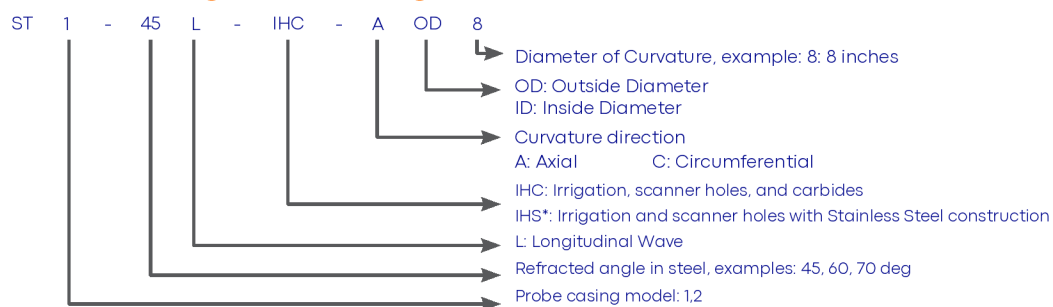 ST 1 - 45 L - IHC - A OD 8
Diameter of Curvature, example: 8: 8 inches
OD: Outside Diameter
ID: Inside Diameter
Curvature direction
A: Axial C: Circumferential
IHC: Irrigation, scanner holes, and carbides
IHS*: Irrigation and scanner holes with Stainless Steel construction
L: Longitudinal Wave
Refracted angle in steel, examples: 45, 60, 70 deg
Probe casing model: 1,2